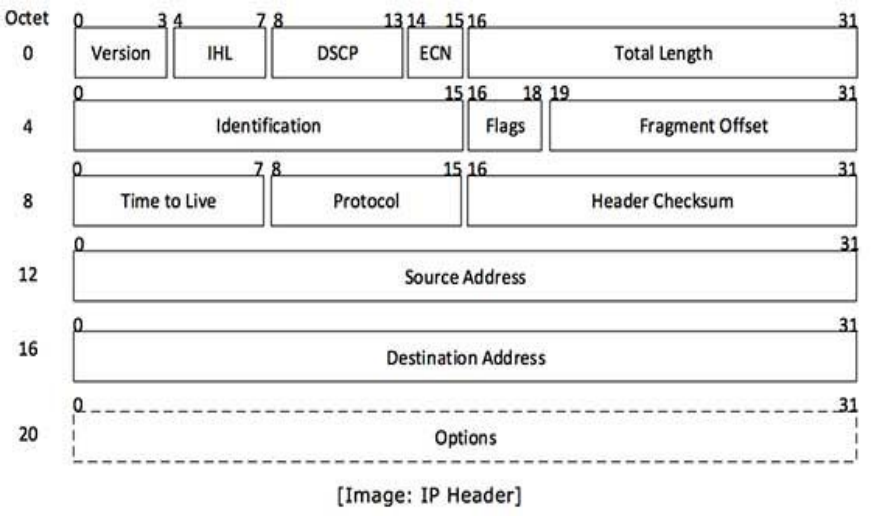 Octet 0 3 4 7 8 13 14 15 16 31
0 Version IHL DSCP ECN Total Length
0 15 16 18 19 31
4 Identification Flags Fragment Offset
0 7 8 15 16 31
8 Time to Live Protocol Header Checksum
0 31
12 Source Address
0 31
16 Destination Address
0 31
20 Options
[Image: IP Header]